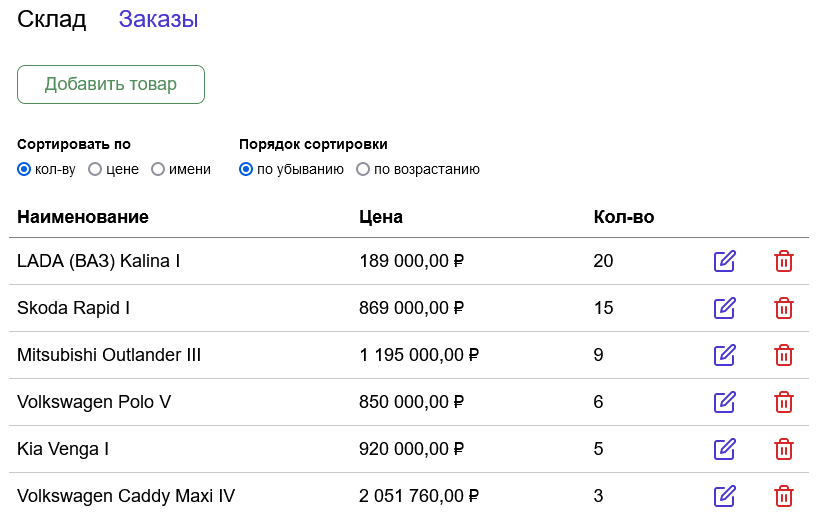 Склад Заказы
Добавить товар
Сортировать по Порядок сортировки
кол-ву цене имени по убыванию по возрастанию
Наименование Цена Кол-во
LADA (ВАЗ) Kalina I 189 000,00 ₽ 20
Skoda Rapid I 869 000,00 ₽ 15
Mitsubishi Outlander III 1 195 000,00 ₽ 9
Volkswagen Polo V 850 000,00 ₽ 6
Kia Venga I 920 000,00 ₽ 5
Volkswagen Caddy Maxi IV 2 051 760,00 ₽ 3